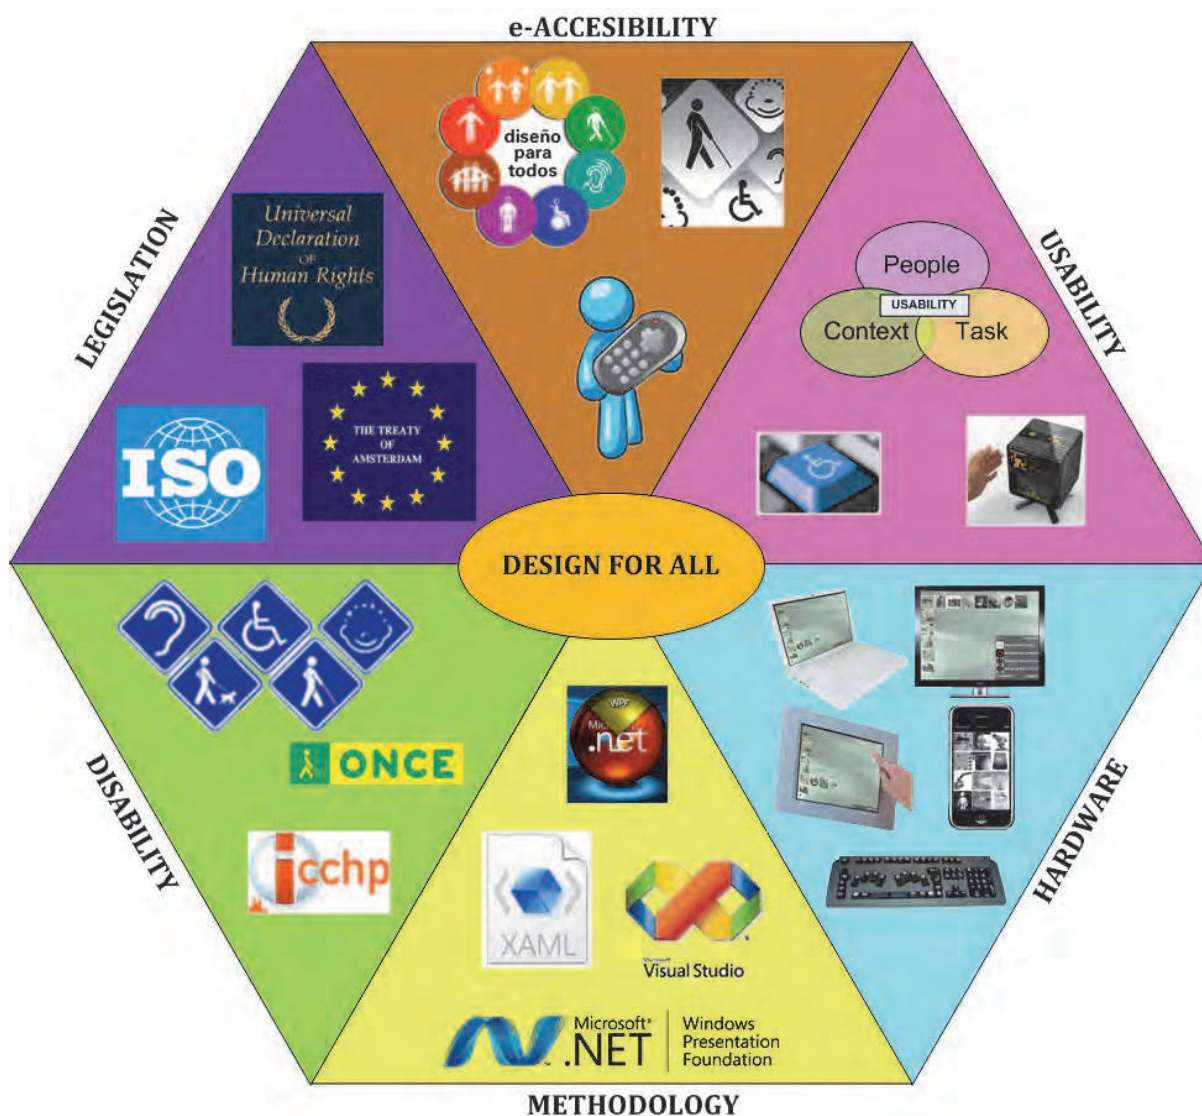 e-ACCESIBILITY
diseño
para
todos
LEGISLATION
Universal
Declaration
OF
Human Rights
ISO
THE TREATY
OF
AMSTERDAM
USABILITY
People
USABILITY
Context
Task
DESIGN FOR ALL
DISABILITY
ONCE
icchp
WPF
Microsoft
.net
XAML
Microsoft
Visual Studio
Microsoft®
.NET
Windows
Presentation
Foundation
METHODOLOGY
HARDWARE